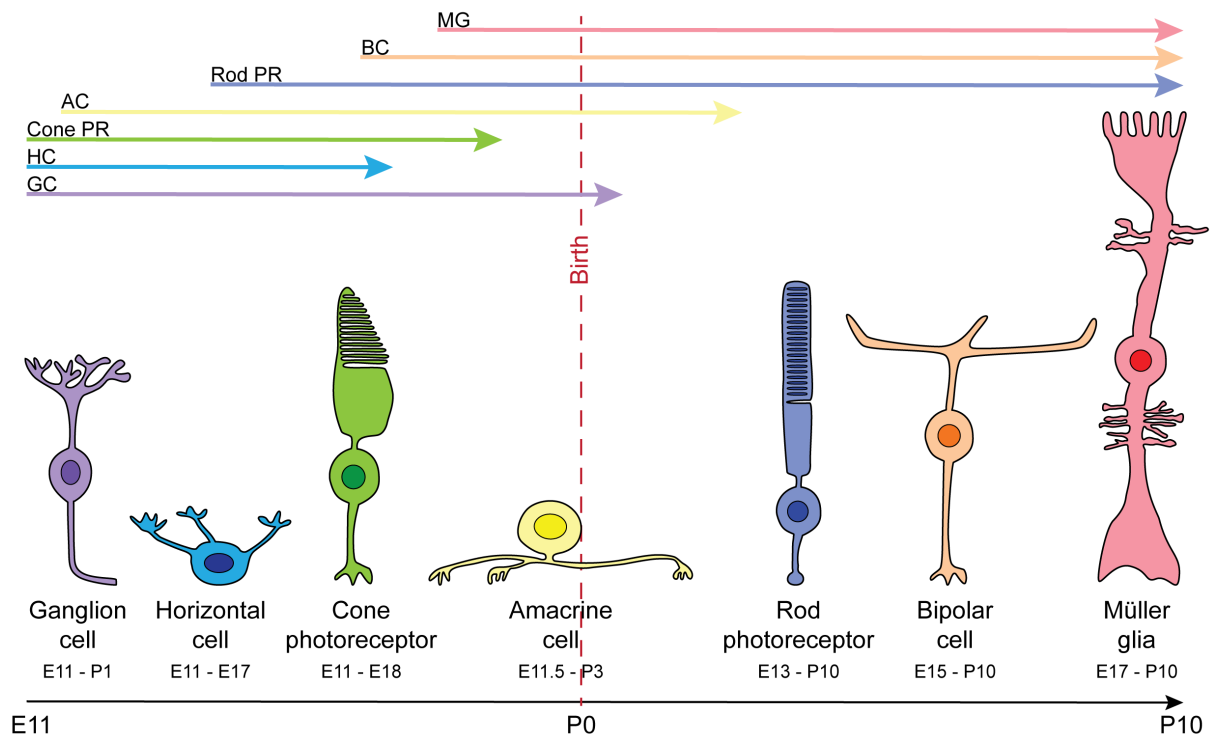 MG
BC
Rod PR
AC
Cone PR
HC
GC
Birth
Ganglion
cell
E11 - P1
Horizontal
cell
E11 - E17
Cone
photoreceptor
E11 - E18
Amacrine
cell
E11.5 - P3
Rod
photoreceptor
E13 - P10
Bipolar
cell
E15 - P10
Müller
glia
E17 - P10
E11
P0
P10